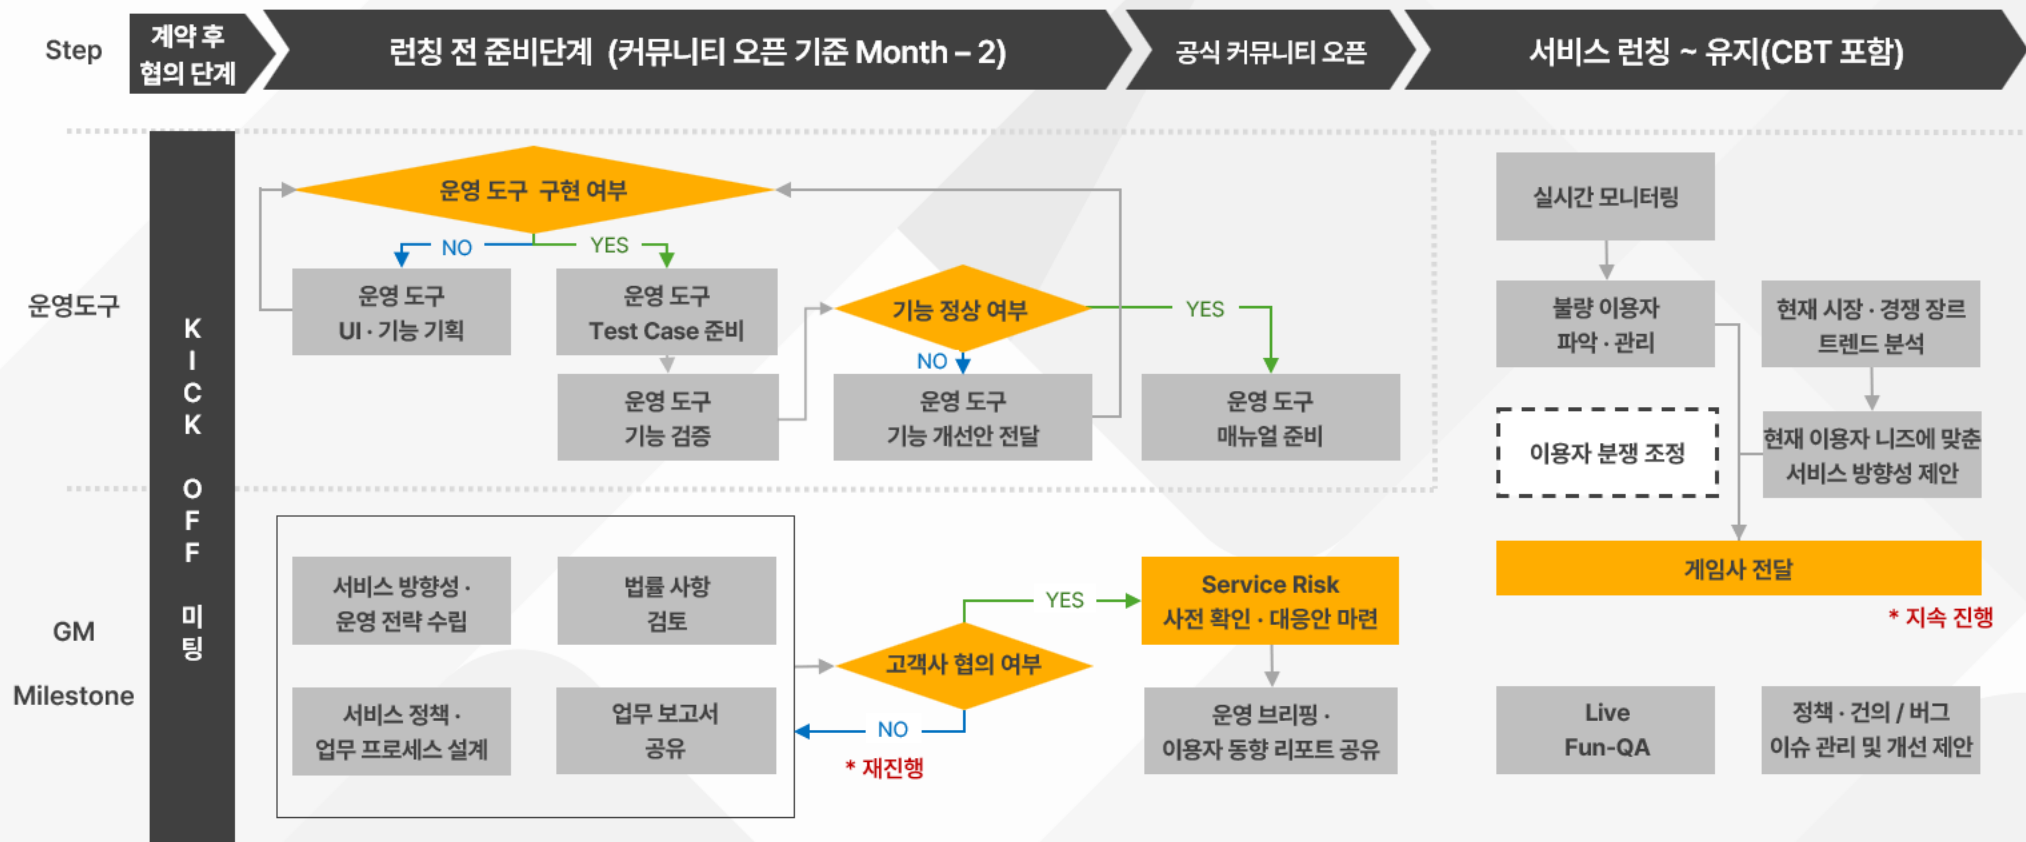 Step
계약 후
협의 단계
런칭 전 준비단계 (커뮤니티 오픈 기준 Month – 2)
공식 커뮤니티 오픈
서비스 런칭 ~ 유지(CBT 포함)
운영도구
GM
Milestone
K
I
C
K
O
F
F
미
팅
운영 도구 구현 여부
NO
YES
운영 도구
UI · 기능 기획
운영 도구
Test Case 준비
운영 도구
기능 검증
기능 정상 여부
YES
NO
운영 도구
기능 개선안 전달
운영 도구
매뉴얼 준비
서비스 방향성 ·
운영 전략 수립
법률 사항
검토
서비스 정책 ·
업무 프로세스 설계
업무 보고서
공유
고객사 협의 여부
YES
NO
* 재진행
Service Risk
사전 확인 · 대응안 마련
운영 브리핑 ·
이용자 동향 리포트 공유
실시간 모니터링
불량 이용자
파악 · 관리
현재 시장 · 경쟁 장르
트렌드 분석
이용자 분쟁 조정
현재 이용자 니즈에 맞춘
서비스 방향성 제안
게임사 전달
* 지속 진행
Live
Fun-QA
정책 · 건의 / 버그
이슈 관리 및 개선 제안